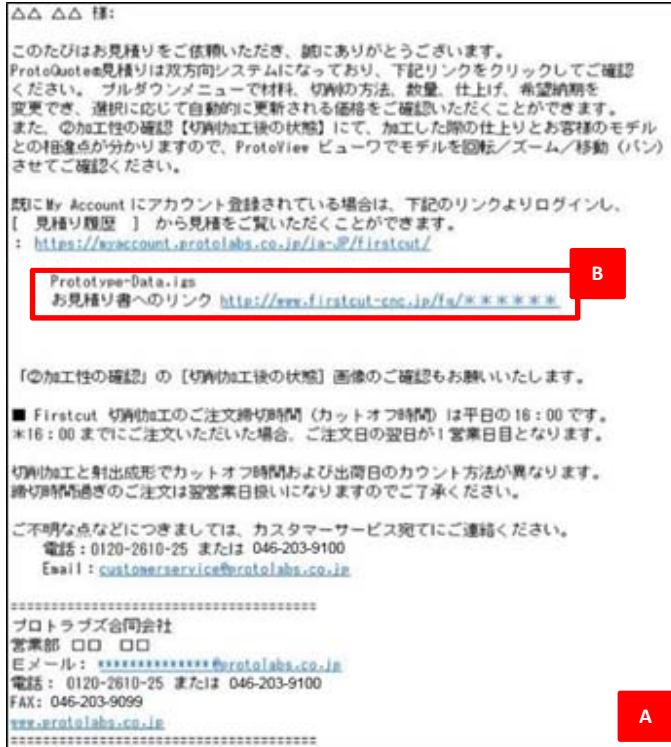 △△ △△ 様:
このたびはお見積りをご依頼いただき、誠にありがとうございます。
ProtoQuote®見積りは双方向システムになっており、下記リンクをクリックしてご確認
ください。 プルダウンメニューで材料、切削の方法、数量、仕上げ、希望納期を
変更でき、選択に応じて自動的に更新される価格をご確認いただくことができます。
また、②加工性の確認【切削加工後の状態】にて、加工した際の仕上りとお客様のモデル
との相違点が分かりますので、ProtoView ビューワでモデルを回転/ズーム/移動 (パン)
させてご確認ください。
既にMy Account にアカウント登録されている場合は、下記のリンクよりログインし、
[ 見積り履歴 ] から見積をご覧いただくことができます。
: https://myaccount.protolabs.co.jp/ja-JP/firstcut/
B
Prototype-Data.igs
お見積り書へのリンク http://www.firstcut-cnc.jp/fq/******
「②加工性の確認」の [切削加工後の状態] 画像のご確認もお願いいたします。
■ Firstcut 切削加工のご注文締切時間 (カットオフ時間) は平日の16:00です。
*16:00 までにご注文いただいた場合、ご注文日の翌日が1営業日目となります。
切削加工と射出成形でカットオフ時間および出荷日のカウント方法が異なります。
締切時間過ぎのご注文は翌営業日扱いになりますのでご了承ください。
ご不明な点などにつきましては、カスタマーサービス宛てにご連絡ください。
電話:0120-2610-25 または 046-203-9100
Email:customerservice@protolabs.co.jp
======================================
プロトラブズ合同会社
営業部 □□ □□
Eメール: **************@protolabs.co.jp
電話: 0120-2610-25 または 046-203-9100
FAX: 046-203-9099
www.protolabs.co.jp
======================================
A